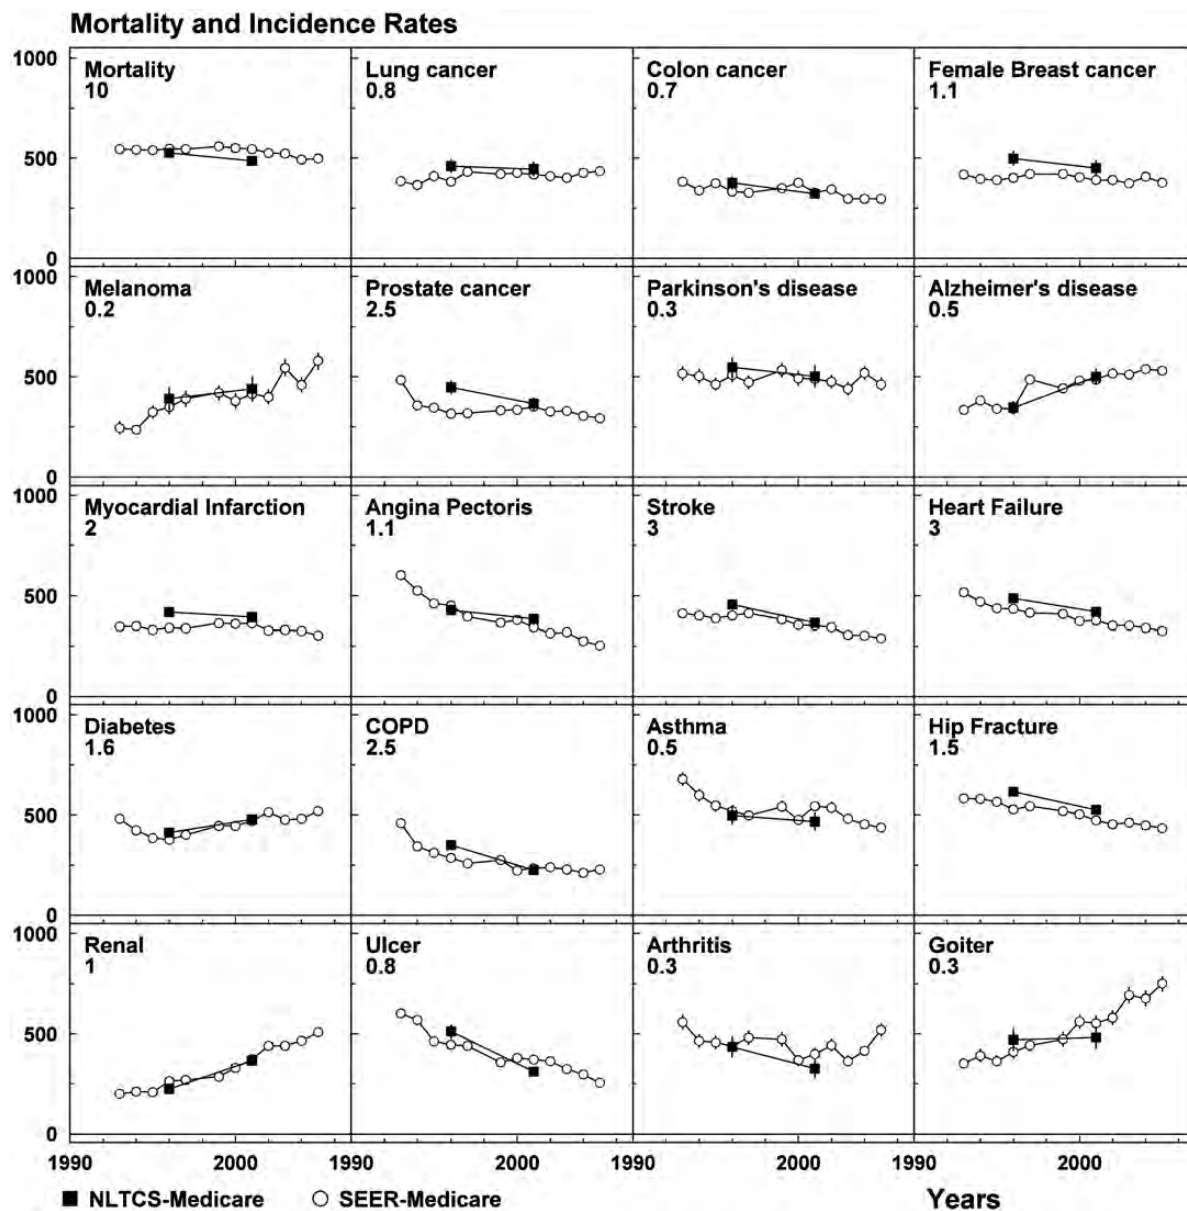 Mortality and Incidence Rates
1000
500
0
Mortality
10
Lung cancer
0.8
Colon cancer
0.7
Female Breast cancer
1.1
1000
500
0
Melanoma
0.2
Prostate cancer
2.5
Parkinson's disease
0.3
Alzheimer's disease
0.5
1000
500
0
Myocardial Infarction
2
Angina Pectoris
1.1
Stroke
3
Heart Failure
3
1000
500
0
Diabetes
1.6
COPD
2.5
Asthma
0.5
Hip Fracture
1.5
1000
500
0
Renal
1
Ulcer
0.8
Arthritis
0.3
Goiter
0.3
1990 2000 1990 2000 1990 2000 1990 2000
NLTCS-Medicare SEER-Medicare Years